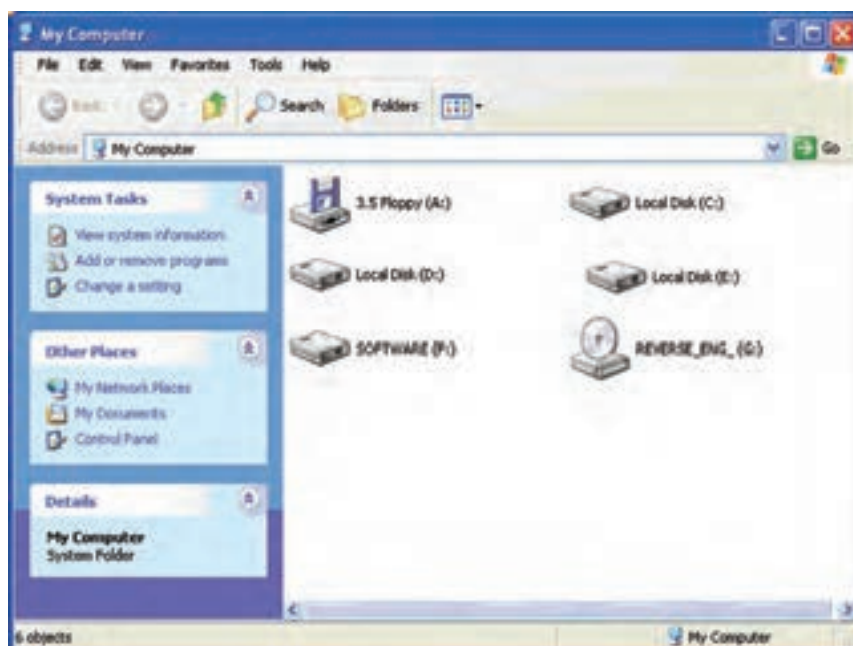 My Computer
File Edit View Favorites Tools Help
Back Search Folders
Address My Computer Go
System Tasks
View system information
Add or remove programs
Change a setting
Other Places
My Network Places
My Documents
Control Panel
Details
My Computer
System Folder
3.5 Floppy (A:) Local Disk (C:)
Local Disk (D:) Local Disk (E:)
SOFTWARE (F:) REVERSE_ENG_ (G:)
6 objects My Computer